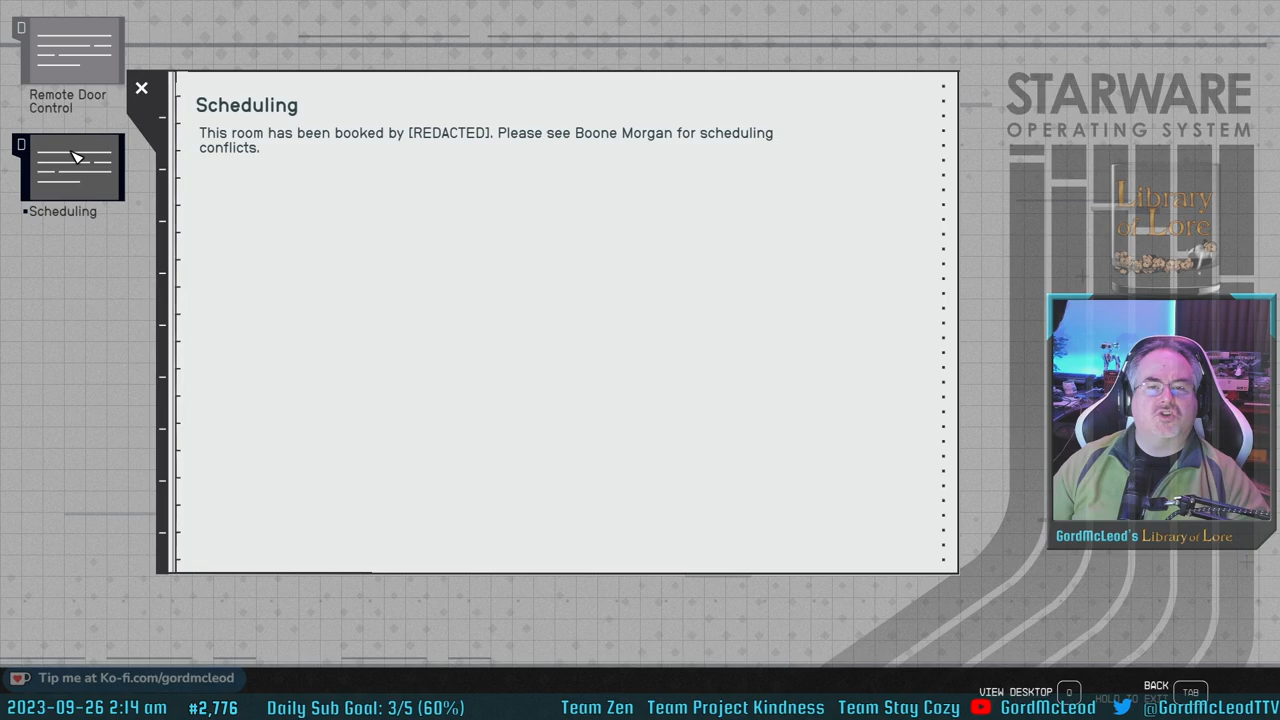 Remote Door
Control
Scheduling
Scheduling
This room has been booked by [REDACTED]. Please see Boone Morgan for scheduling
conflicts.
STARWARE
OPERATING SYSTEM
Library
of Lore
GordMcLeod's Library of Lore
Tip me at Ko-fi.com/gordmcleod
VIEW DESKTOP Q
BACK
HOLD TO EXIT TAB
2023-09-26 2:14 am #2,776 Daily Sub Goal: 3/5 (60%) Team Zen Team Project Kindness Team Stay Cozy GordMcLeod @GordMcLeodTTV